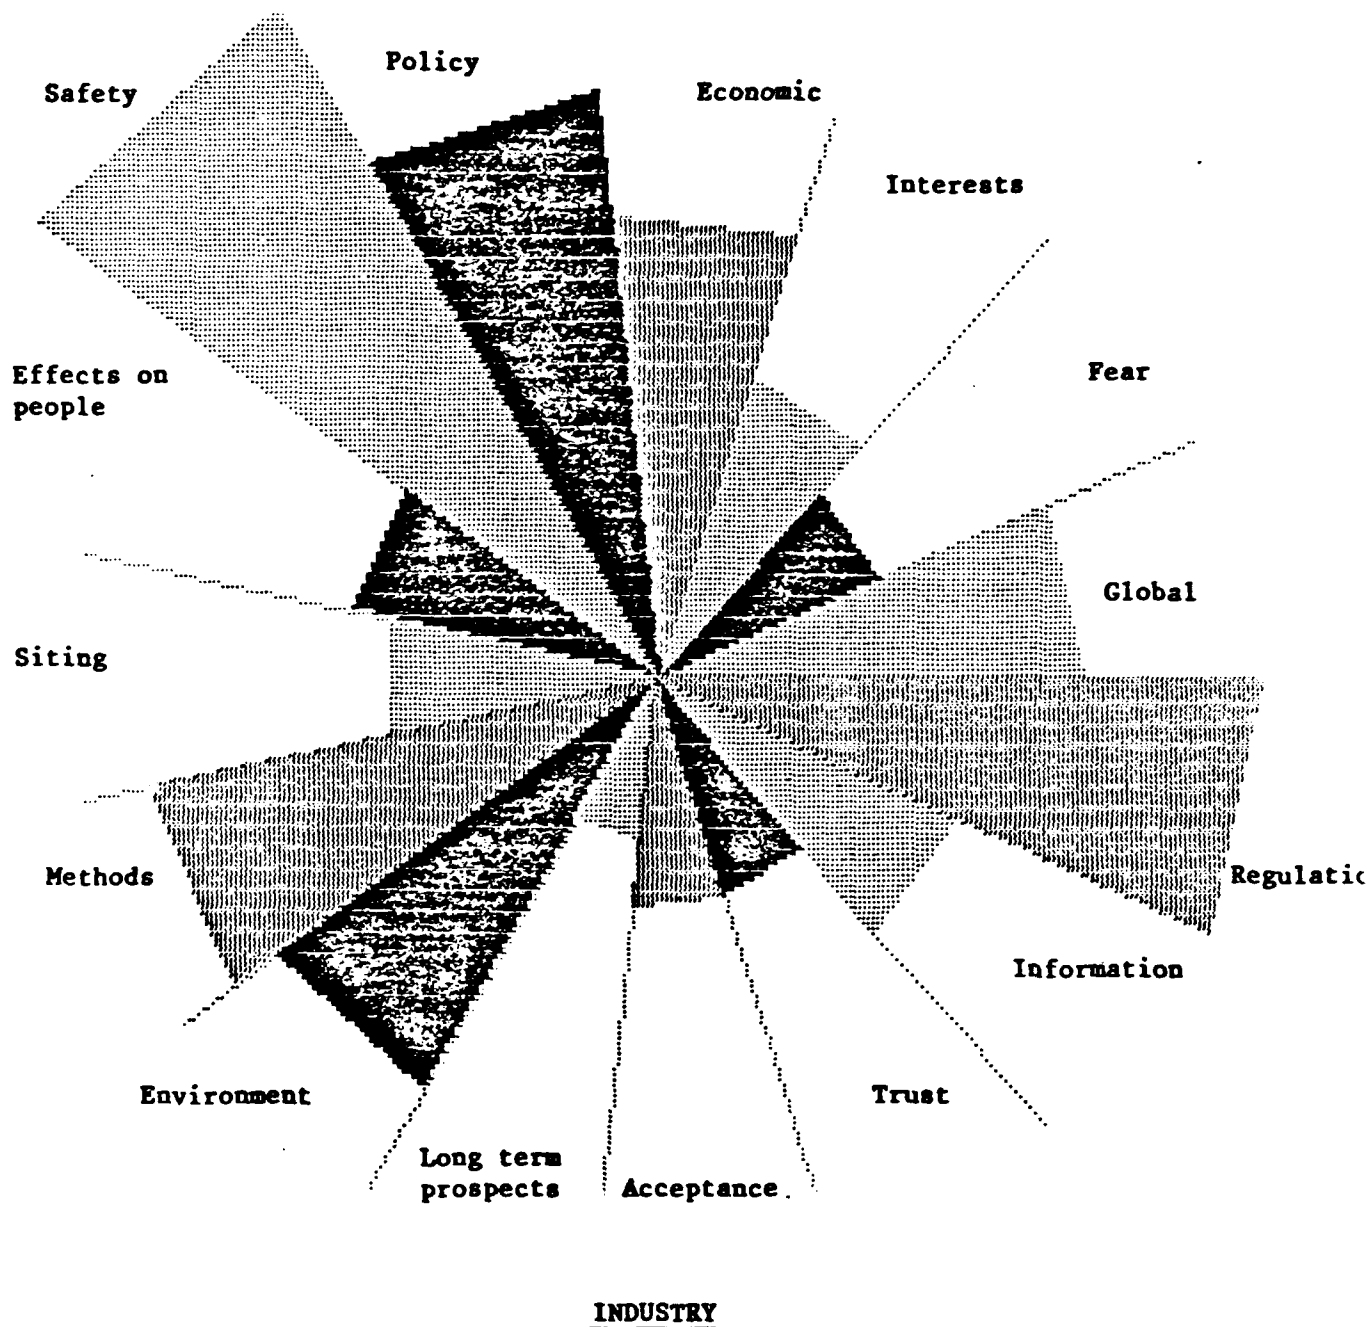 Policy
Safety
Economic
Interests
Effects on
people
Fear
Global
Siting
Methods
Regulatic
Information
Environment
Trust
Long term
prospects
Acceptance
INDUSTRY